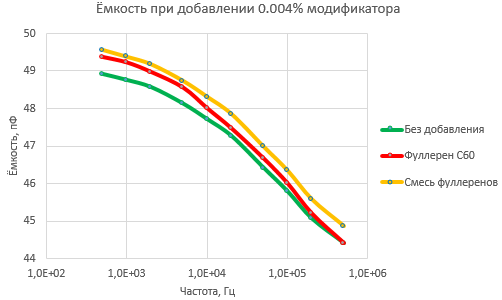 Ёмкость при добавлении 0.004% модификатора
50
49
48
47
46
45
44
Ёмкость, пФ
1,0E+02 1,0E+03 1,0E+04 1,0E+05 1,0E+06
Частота, Гц
Без добавления
Фуллерен C60
Смесь фуллеренов